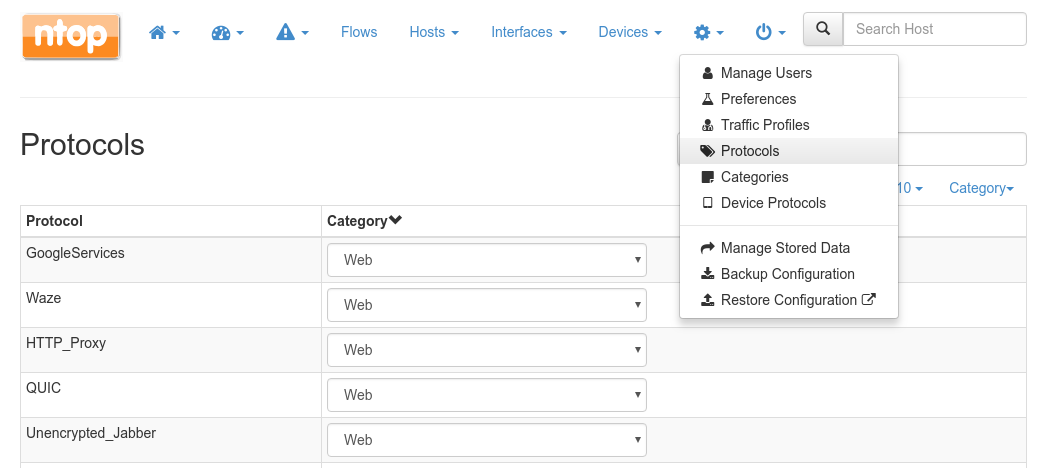 ntop
Flows Hosts Interfaces Devices Search Host
Manage Users
Preferences
Traffic Profiles
Protocols
Categories
Device Protocols
Manage Stored Data
Backup Configuration
Restore Configuration
Protocols
10 Category
Protocol Category
GoogleServices Web
Waze Web
HTTP_Proxy Web
QUIC Web
Unencrypted_Jabber Web